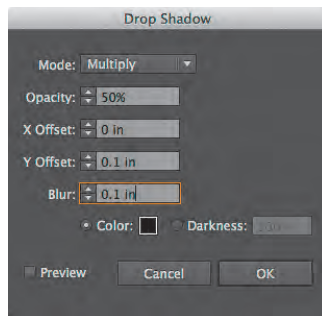 Drop Shadow
Mode: Multiply
Opacity: 50%
X Offset: 0 in
Y Offset: 0.1 in
Blur: 0.1 in
Color: Darkness:
Preview Cancel OK